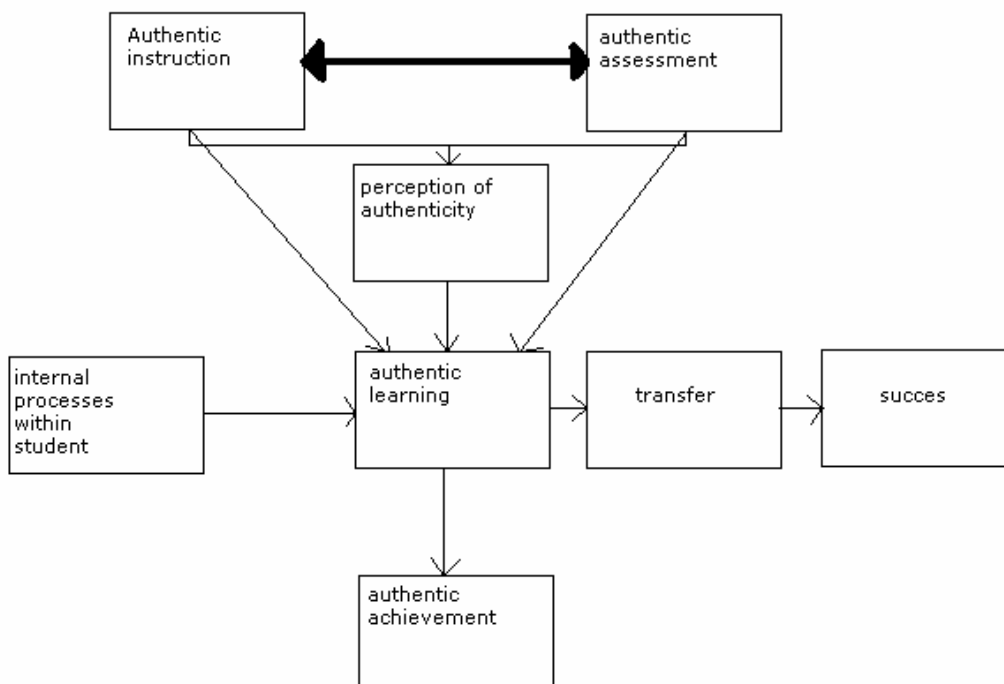 Authentic
instruction
authentic
assessment
perception of
authenticity
internal
processes
within
student
authentic
learning
transfer
succes
authentic
achievement